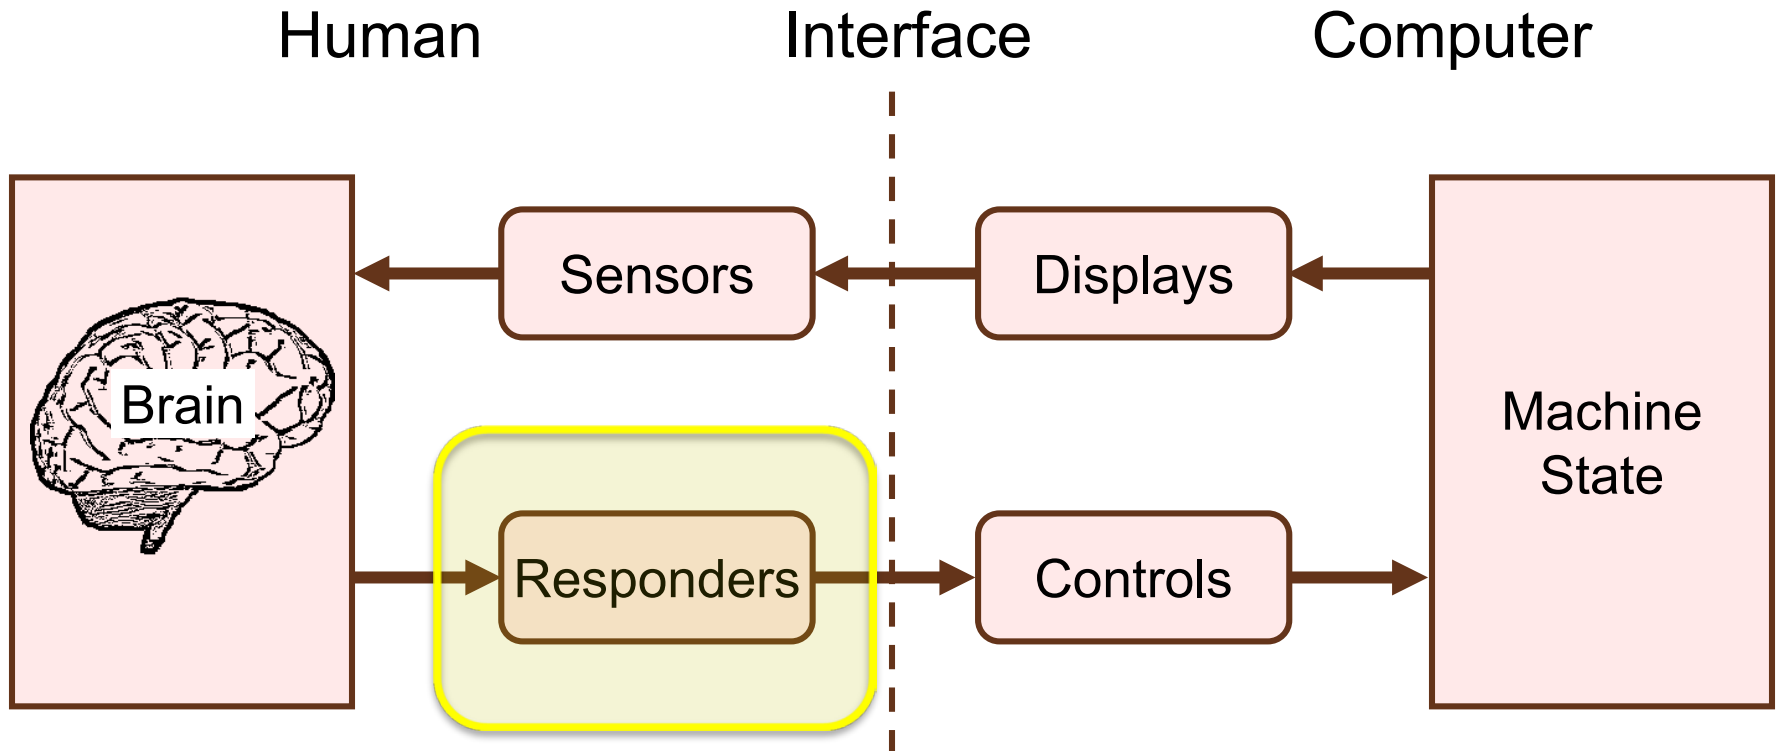 Human
Interface
Computer
Sensors
Displays
Brain
Machine
State
Responders
Controls